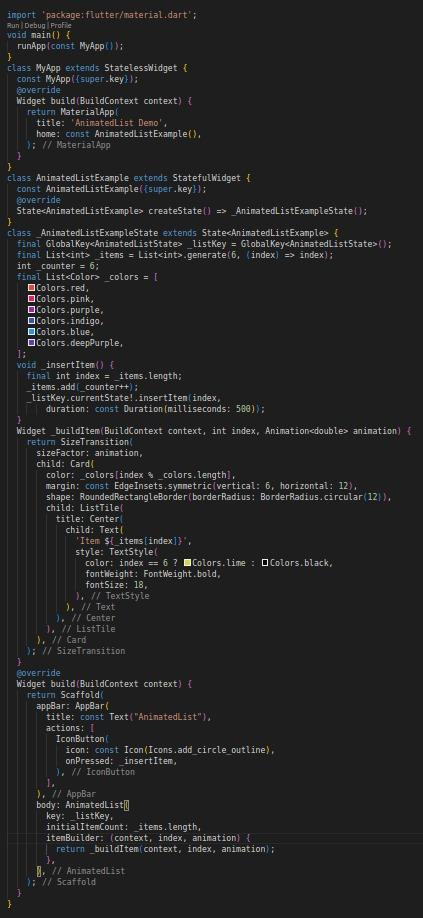 import 'package:flutter/material.dart';
Run | Debug | Profile
void main() {
  runApp(const MyApp());
}
class MyApp extends StatelessWidget {
  const MyApp({super.key});
  @override
  Widget build(BuildContext context) {
    return MaterialApp(
      title: 'AnimatedList Demo',
      home: const AnimatedListExample(),
    ); // MaterialApp
  }
}
class AnimatedListExample extends StatefulWidget {
  const AnimatedListExample({super.key});
  @override
  State<AnimatedListExample> createState() => _AnimatedListExampleState();
}
class _AnimatedListExampleState extends State<AnimatedListExample> {
  final GlobalKey<AnimatedListState> _listKey = GlobalKey<AnimatedListState>();
  final List<int> _items = List<int>.generate(6, (index) => index);
  int _counter = 6;
  final List<Color> _colors = [
    Colors.red,
    Colors.pink,
    Colors.purple,
    Colors.indigo,
    Colors.blue,
    Colors.deepPurple,
  ];
  void _insertItem() {
    final int index = _items.length;
    _items.add(_counter++);
    _listKey.currentState!.insertItem(index,
        duration: const Duration(milliseconds: 500));
  }
  Widget _buildItem(BuildContext context, int index, Animation<double> animation) {
    return SizeTransition(
      sizeFactor: animation,
      child: Card(
        color: _colors[index % _colors.length],
        margin: const EdgeInsets.symmetric(vertical: 6, horizontal: 12),
        shape: RoundedRectangleBorder(borderRadius: BorderRadius.circular(12)),
        child: ListTile(
          title: Center(
            child: Text(
              'Item ${_items[index]}',
              style: TextStyle(
                color: index == 6 ? Colors.lime : Colors.black,
                fontWeight: FontWeight.bold,
                fontSize: 18,
              ), // TextStyle
            ), // Text
          ), // Center
        ), // ListTile
      ), // Card
    ); // SizeTransition
  }
  @override
  Widget build(BuildContext context) {
    return Scaffold(
      appBar: AppBar(
        title: const Text("AnimatedList"),
        actions: [
          IconButton(
            icon: const Icon(Icons.add_circle_outline),
            onPressed: _insertItem,
          ), // IconButton
        ],
      ), // AppBar
      body: AnimatedList(
        key: _listKey,
        initialItemCount: _items.length,
        itemBuilder: (context, index, animation) {
          return _buildItem(context, index, animation);
        },
      ), // AnimatedList
    ); // Scaffold
  }
}